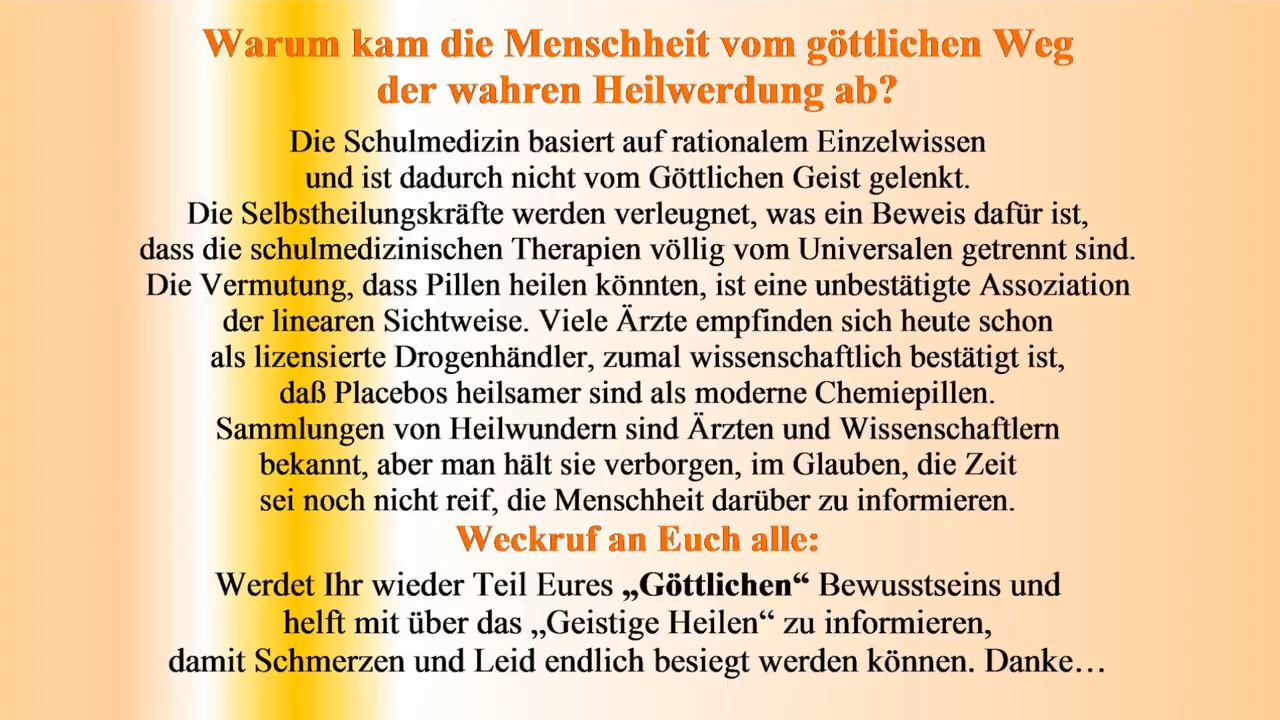 Warum kam die Menschheit vom göttlichen Weg
der wahren Heilwerdung ab?
Die Schulmedizin basiert auf rationalem Einzelwissen
und ist dadurch nicht vom Göttlichen Geist gelenkt.
Die Selbstheilungskräfte werden verleugnet, was ein Beweis dafür ist,
dass die schulmedizinischen Therapien völlig vom Universalen getrennt sind.
Die Vermutung, dass Pillen heilen könnten, ist eine unbestätigte Assoziation
der linearen Sichtweise. Viele Ärzte empfinden sich heute schon
als lizensierte Drogenhändler, zumal wissenschaftlich bestätigt ist,
daß Placebos heilsamer sind als moderne Chemiepillen.
Sammlungen von Heilwundern sind Ärzten und Wissenschaftlern
bekannt, aber man hält sie verborgen, im Glauben, die Zeit
sei noch nicht reif, die Menschheit darüber zu informieren.
Weckruf an Euch alle:
Werdet Ihr wieder Teil Eures „Göttlichen“ Bewusstseins und
helft mit über das „Geistige Heilen“ zu informieren,
damit Schmerzen und Leid endlich besiegt werden können. Danke…